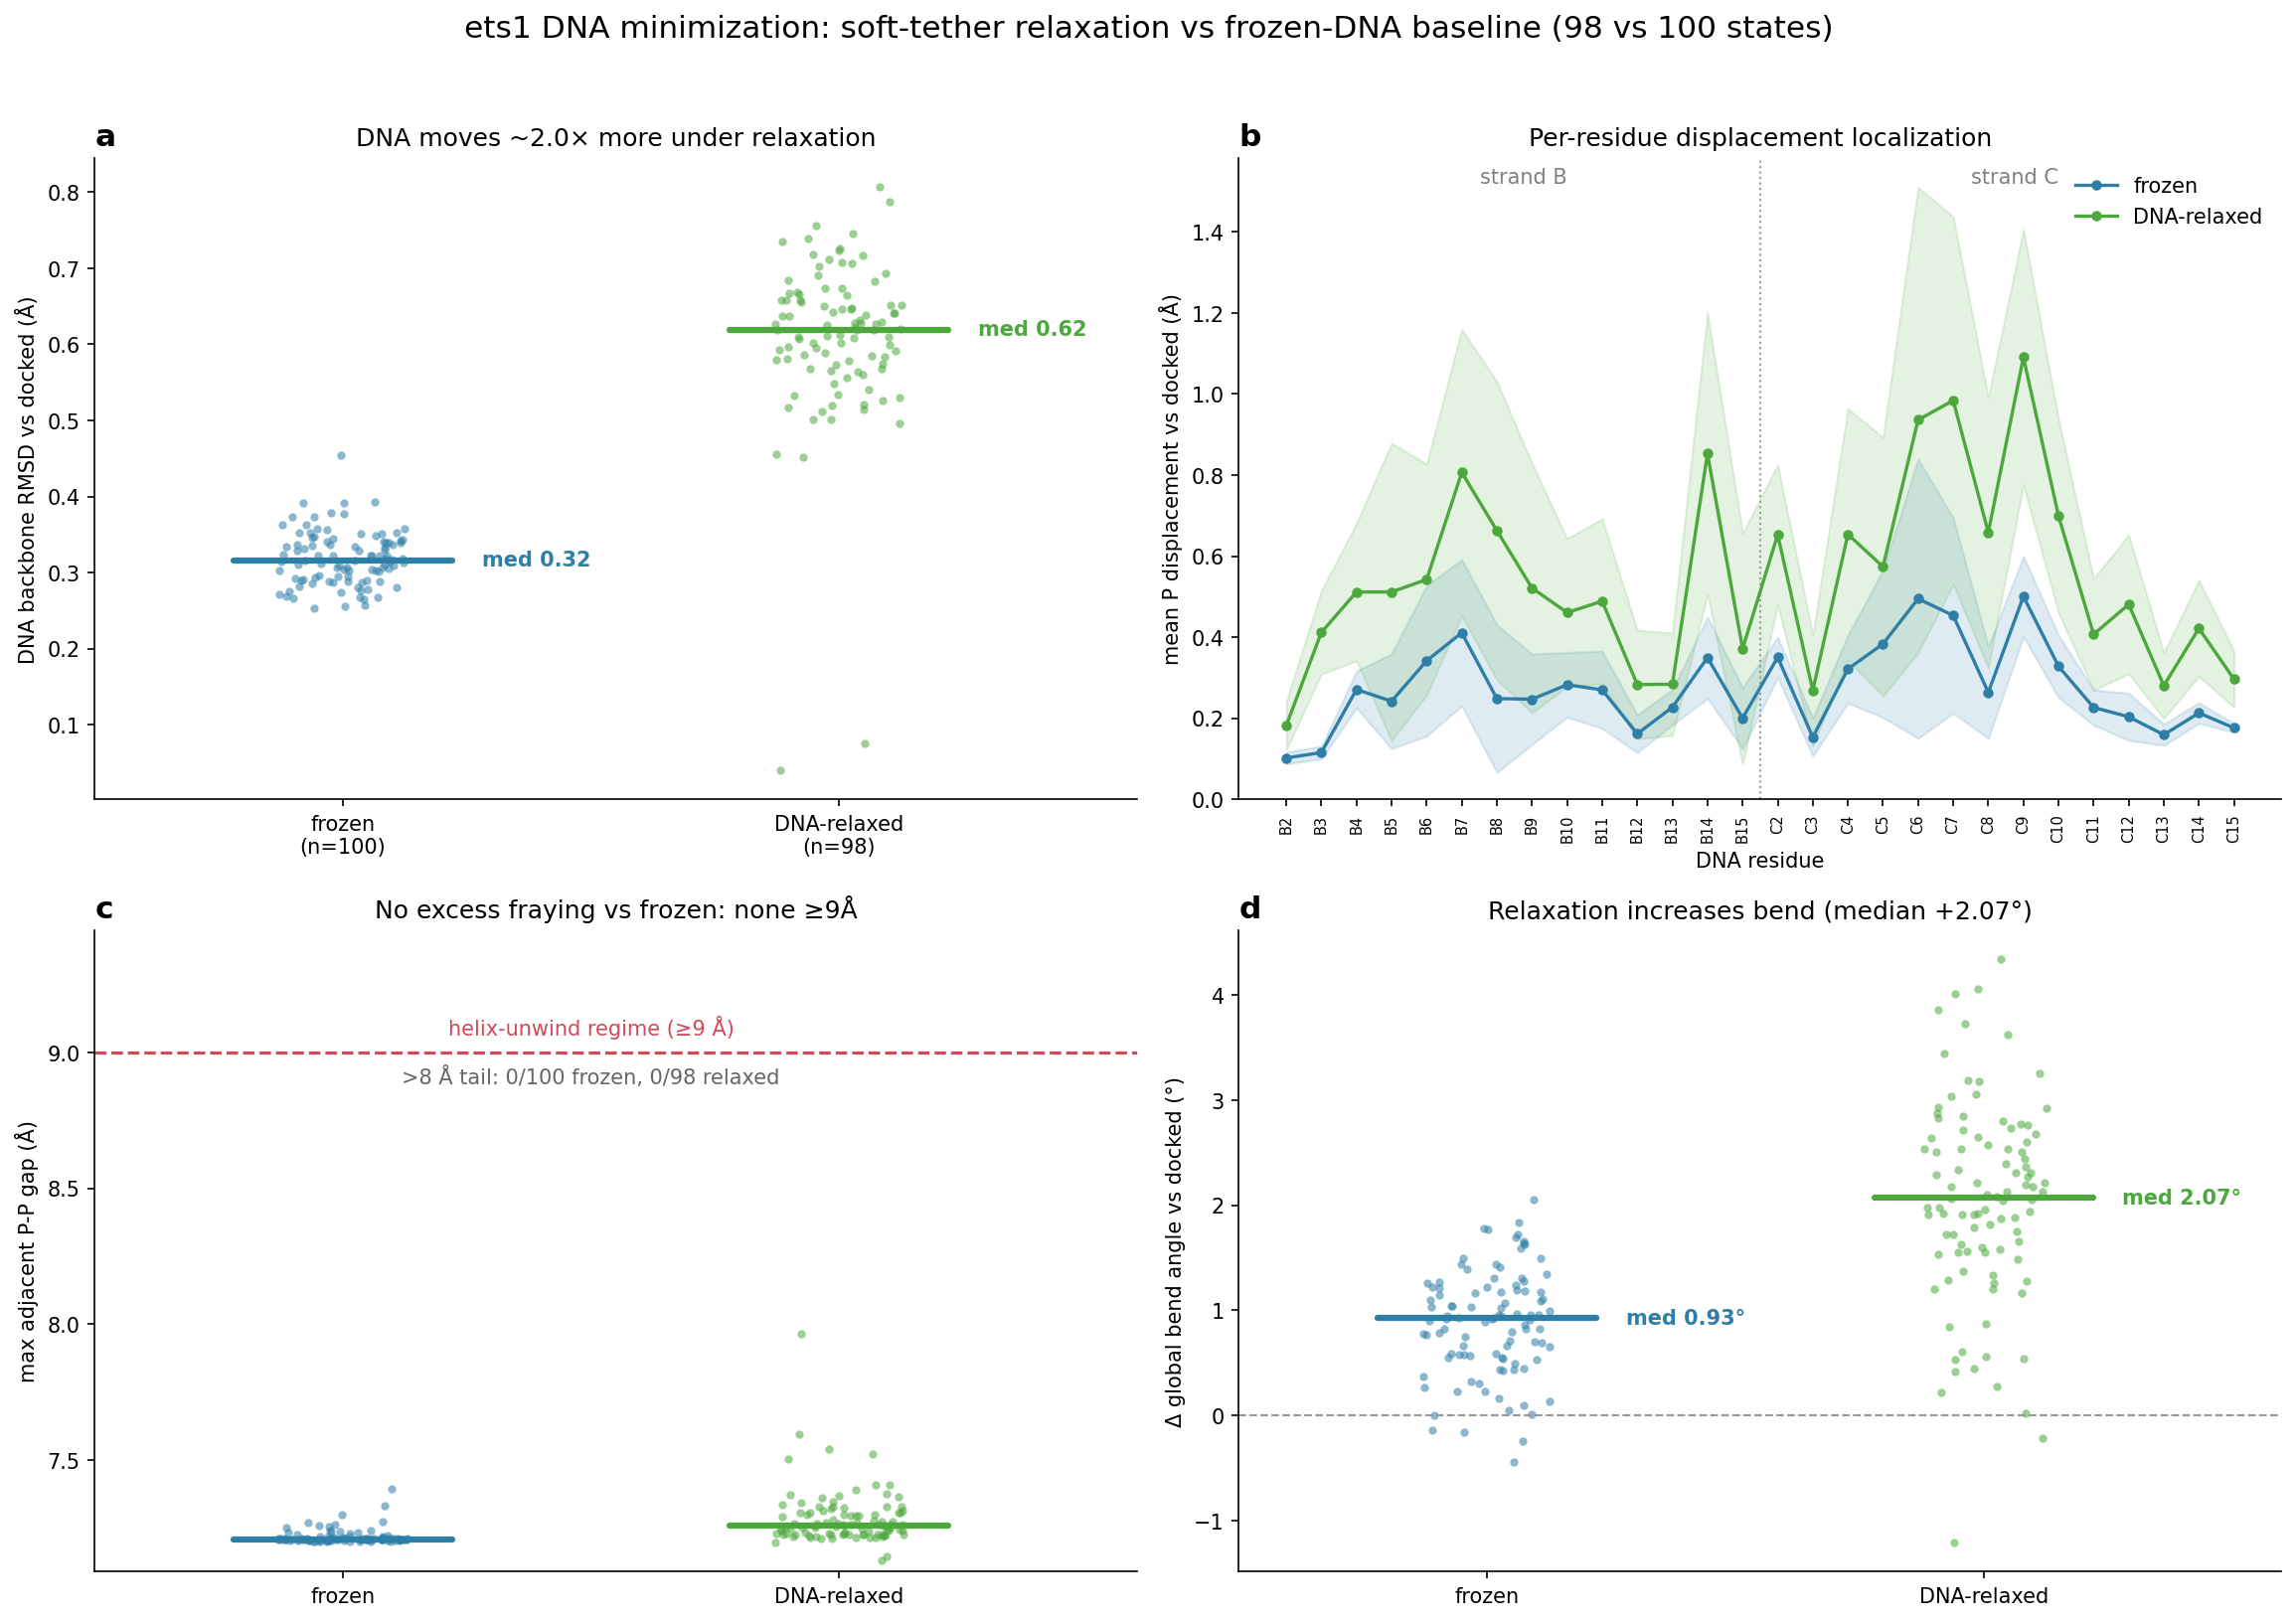 ets1 DNA minimization: soft-tether relaxation vs frozen-DNA baseline (98 vs 100 states)
a
DNA moves ~2.0× more under relaxation
DNA backbone RMSD vs docked (Å)
0.8
0.7
0.6
0.5
0.4
0.3
0.2
0.1
med 0.32
med 0.62
frozen
(n=100)
DNA-relaxed
(n=98)
b
Per-residue displacement localization
strand B
strand C
frozen
DNA-relaxed
mean P displacement vs docked (Å)
1.4
1.2
1.0
0.8
0.6
0.4
0.2
0.0
B2
B3
B4
B5
B6
B7
B8
B9
B10
B11
B12
B13
B14
B15
C2
C3
C4
C5
C6
C7
C8
C9
C10
C11
C12
C13
C14
C15
DNA residue
c
No excess fraying vs frozen: none ≥9Å
helix-unwind regime (≥9 Å)
>8 Å tail: 0/100 frozen, 0/98 relaxed
max adjacent P-P gap (Å)
9.0
8.5
8.0
7.5
frozen
DNA-relaxed
d
Relaxation increases bend (median +2.07°)
Δ global bend angle vs docked (°)
4
3
2
1
0
−1
med 0.93°
med 2.07°
frozen
DNA-relaxed